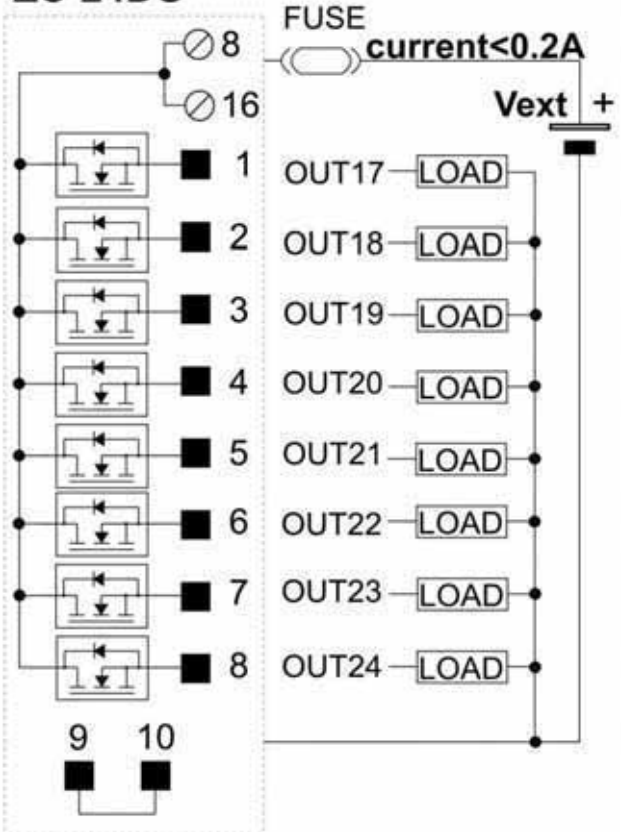 FUSE
current<0.2A
8
16
Vext +
1 OUT17 LOAD
2 OUT18 LOAD
3 OUT19 LOAD
4 OUT20 LOAD
5 OUT21 LOAD
6 OUT22 LOAD
7 OUT23 LOAD
8 OUT24 LOAD
9 10